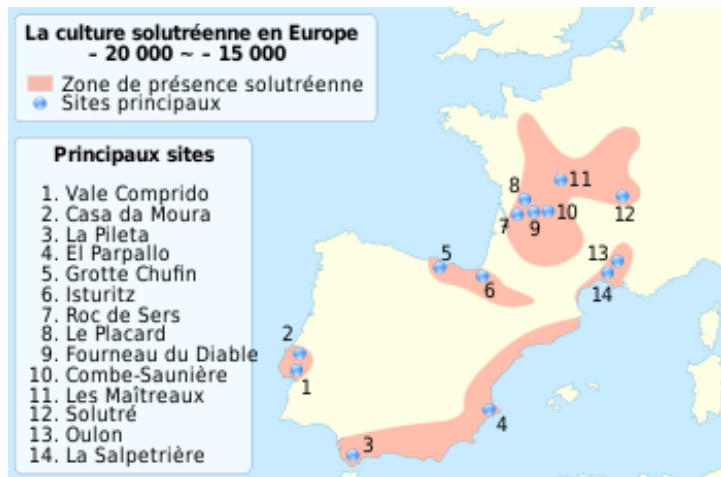 La culture solutréenne en Europe
– 20 000 ~ – 15 000
Zone de présence solutréenne
Sites principaux
Principaux sites
1. Vale Comprido
2. Casa da Moura
3. La Pileta
4. El Parpallo
5. Grotte Chufin
6. Isturitz
7. Roc de Sers
8. Le Placard
9. Fourneau du Diable
10. Combe-Saunière
11. Les Maîtreaux
12. Solutré
13. Oulon
14. La Salpetrière
11
8
12
10
7
9
5
13
6
14
2
1
4
3